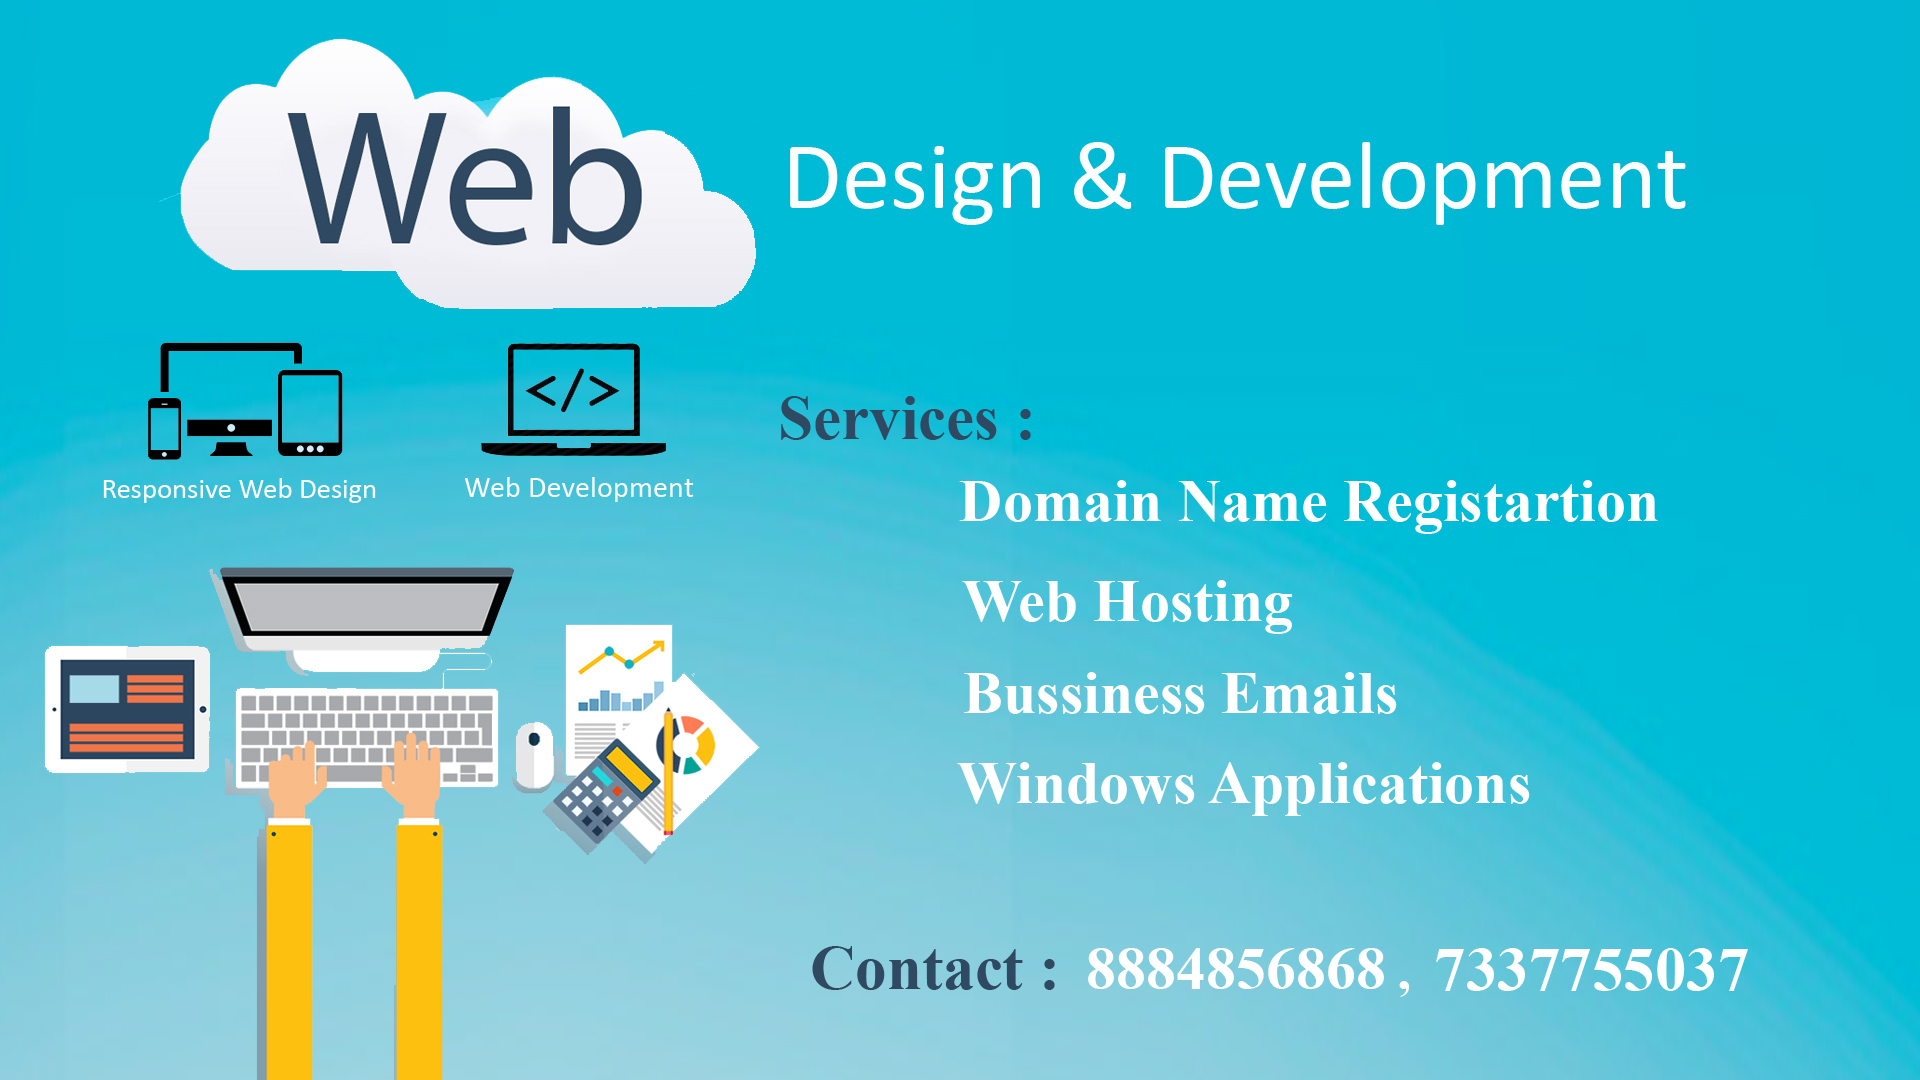 Web
Design & Development
</>
Responsive Web Design
Web Development
Services :
Domain Name Registartion
Web Hosting
Bussiness Emails
Windows Applications
Contact : 8884856868 , 7337755037